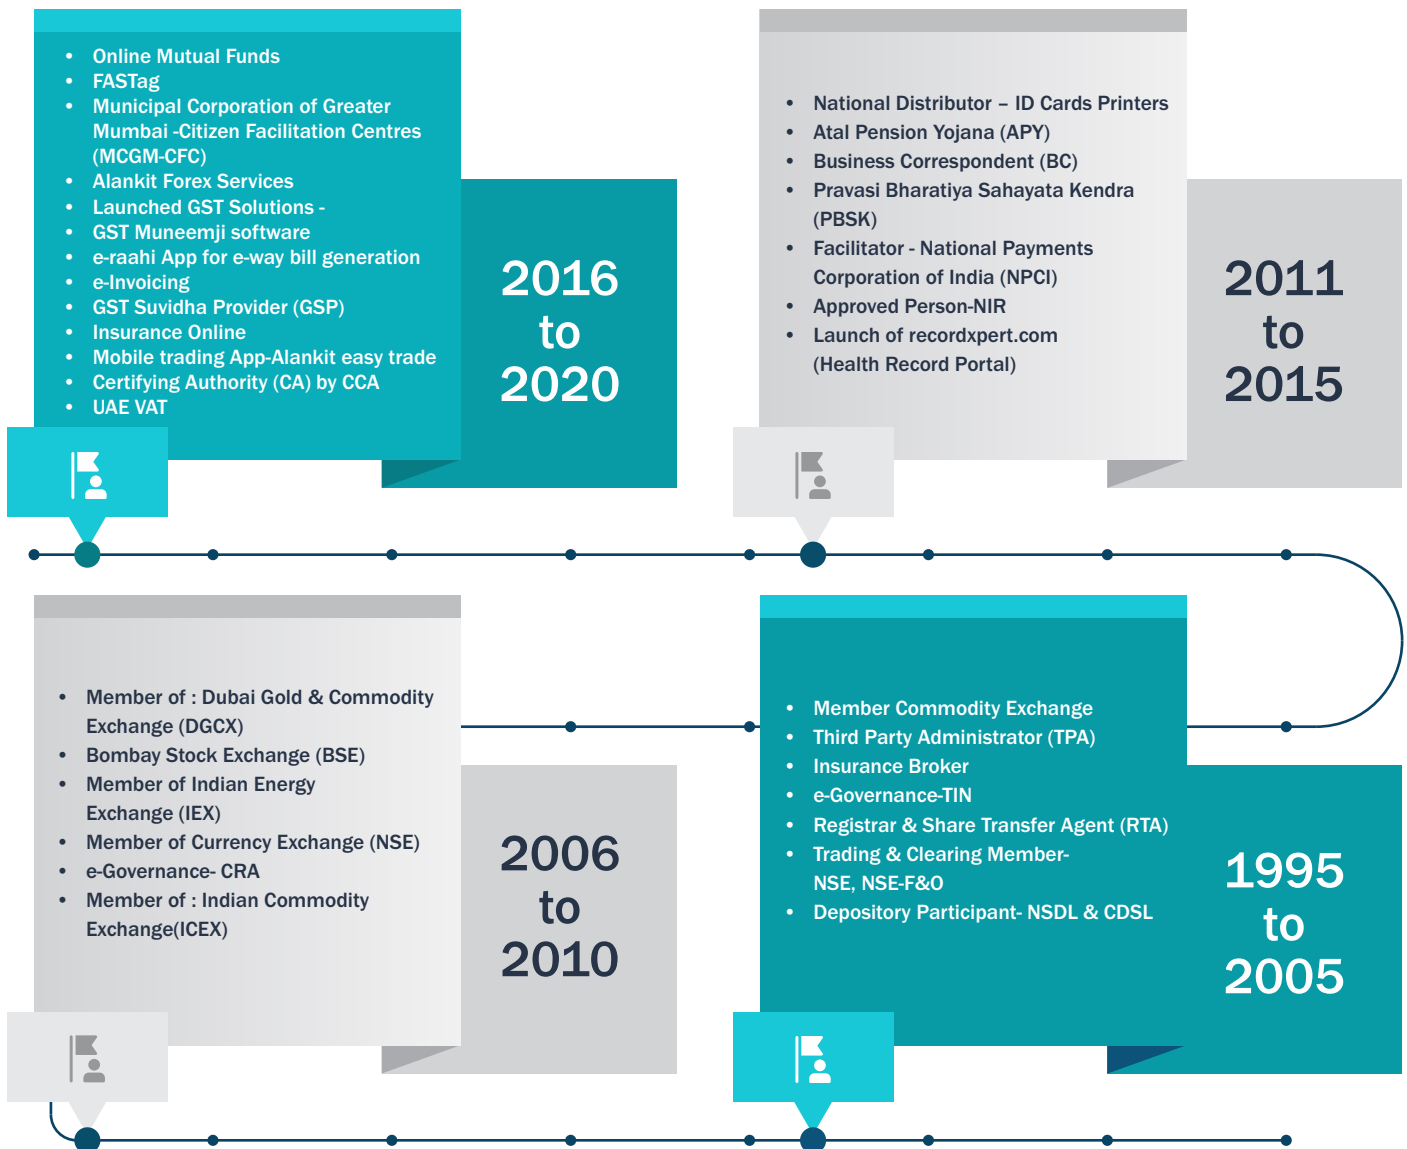 • Online Mutual Funds
• FASTag
• Municipal Corporation of Greater
Mumbai -Citizen Facilitation Centres
(MCGM-CFC)
• Alankit Forex Services
• Launched GST Solutions -
• GST Muneemji software
• e-raahi App for e-way bill generation
• e-Invoicing
• GST Suvidha Provider (GSP)
• Insurance Online
• Mobile trading App-Alankit easy trade
• Certifying Authority (CA) by CCA
• UAE VAT
2016
to
2020
• National Distributor – ID Cards Printers
• Atal Pension Yojana (APY)
• Business Correspondent (BC)
• Pravasi Bharatiya Sahayata Kendra
(PBSK)
• Facilitator - National Payments
Corporation of India (NPCI)
• Approved Person-NIR
• Launch of recordxpert.com
(Health Record Portal)
2011
to
2015
• Member of : Dubai Gold & Commodity
Exchange (DGCX)
• Bombay Stock Exchange (BSE)
• Member of Indian Energy
Exchange (IEX)
• Member of Currency Exchange (NSE)
• e-Governance- CRA
• Member of : Indian Commodity
Exchange(ICEX)
2006
to
2010
• Member Commodity Exchange
• Third Party Administrator (TPA)
• Insurance Broker
• e-Governance-TIN
• Registrar & Share Transfer Agent (RTA)
• Trading & Clearing Member-
NSE, NSE-F&O
• Depository Participant- NSDL & CDSL
1995
to
2005